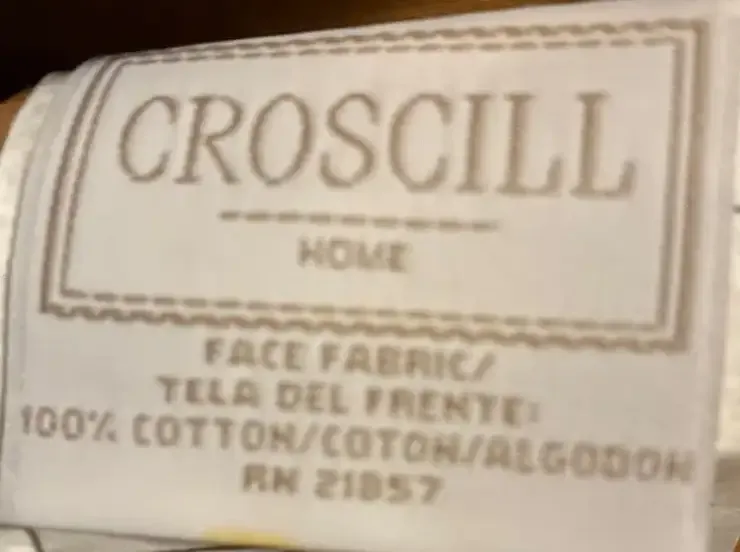 CROSCILL
HOME
FACE FABRIC/
TELA DEL FRENTE:
100% COTTON/COTON/ALGODON
RN 21857